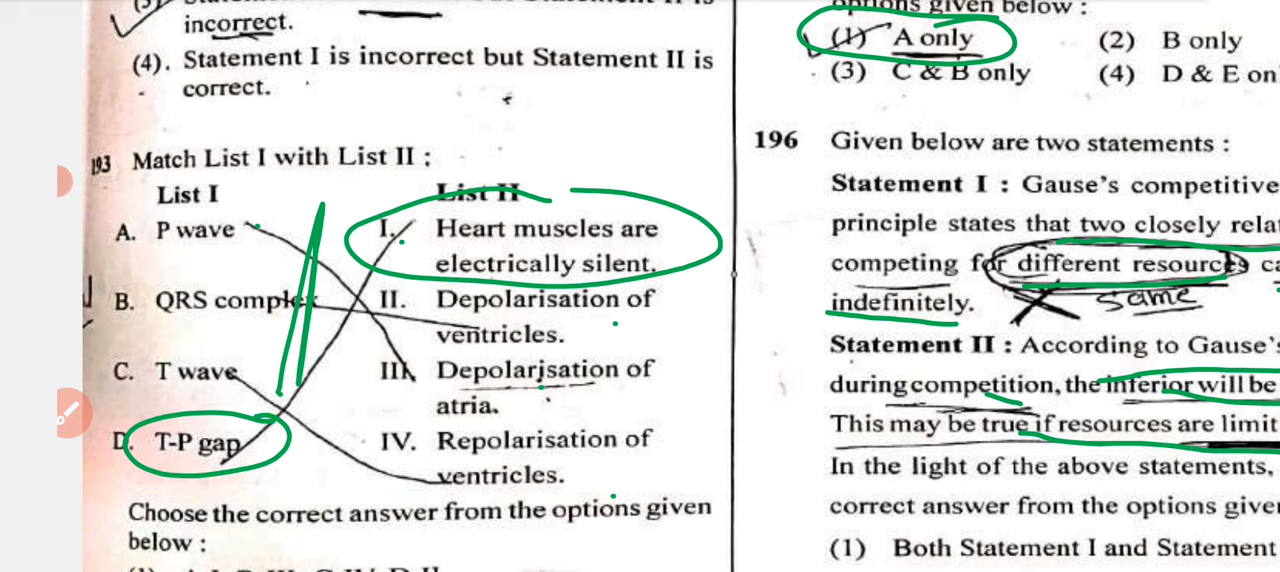 incorrect.
(4). Statement I is incorrect but Statement II is
correct.
193 Match List I with List II :
List I List II
A. P wave I. Heart muscles are
electrically silent.
B. QRS complex II. Depolarisation of
ventricles.
C. T wave III. Depolarisation of
atria.
D. T-P gap IV. Repolarisation of
ventricles.
Choose the correct answer from the options given
below :
options given below :
(1) A only (2) B only
(3) C & B only (4) D & E on
196 Given below are two statements :
Statement I : Gause's competitive
principle states that two closely rela
competing for different resources ca
indefinitely. same
Statement II : According to Gause's
during competition, the inferior will be
This may be true if resources are limit
In the light of the above statements,
correct answer from the options give
(1) Both Statement I and Statement